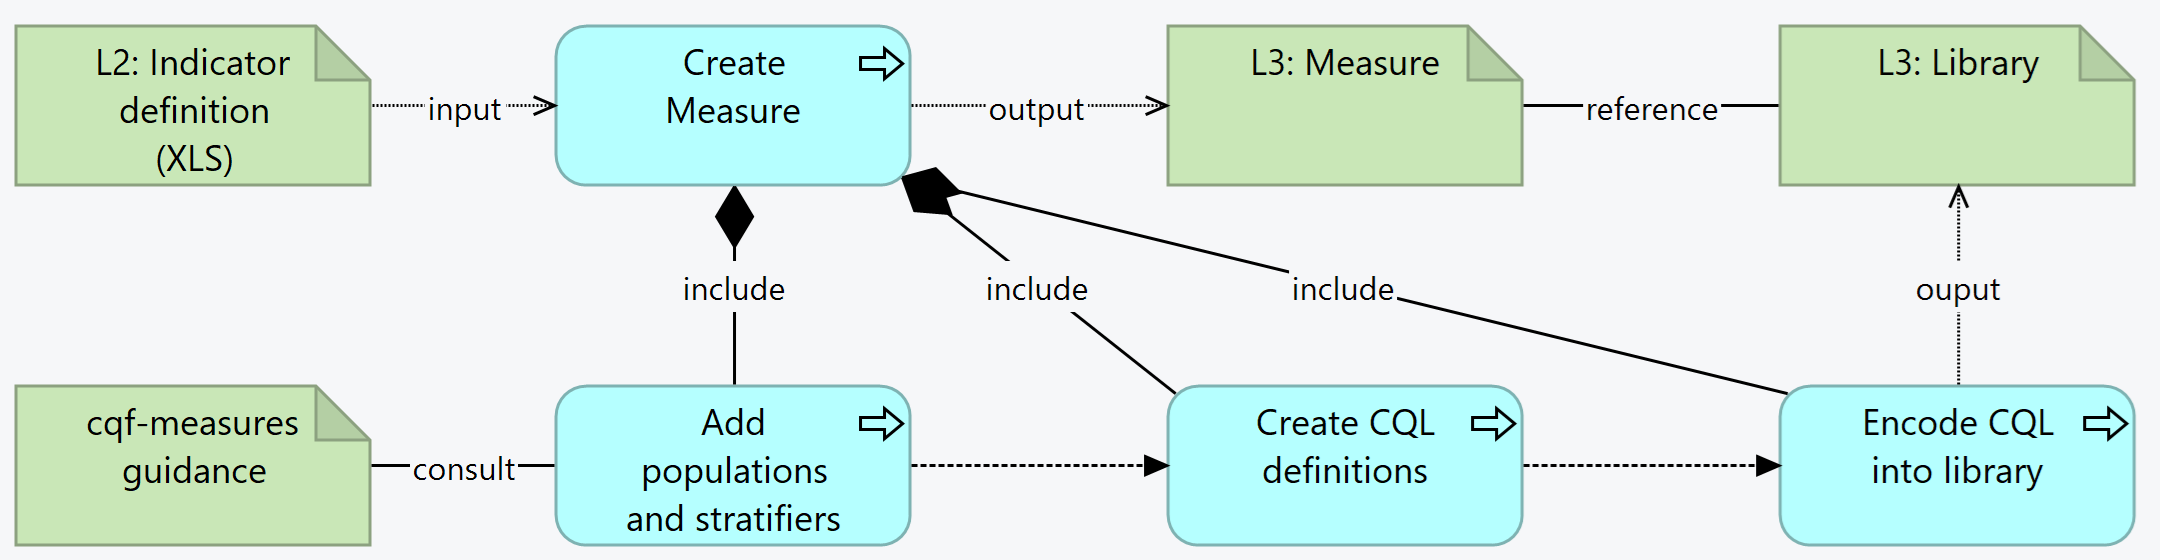 L2: Indicator
definition
(XLS)
input
Create
Measure
output
L3: Measure
reference
L3: Library
include
include
include
ouput
cqf-measures
guidance
consult
Add
populations
and stratifiers
Create CQL
definitions
Encode CQL
into library